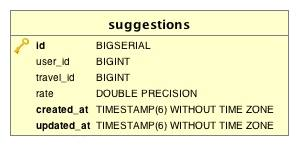 suggestions
id BIGSERIAL
user_id BIGINT
travel_id BIGINT
rate DOUBLE PRECISION
created_at TIMESTAMP(6) WITHOUT TIME ZONE
updated_at TIMESTAMP(6) WITHOUT TIME ZONE